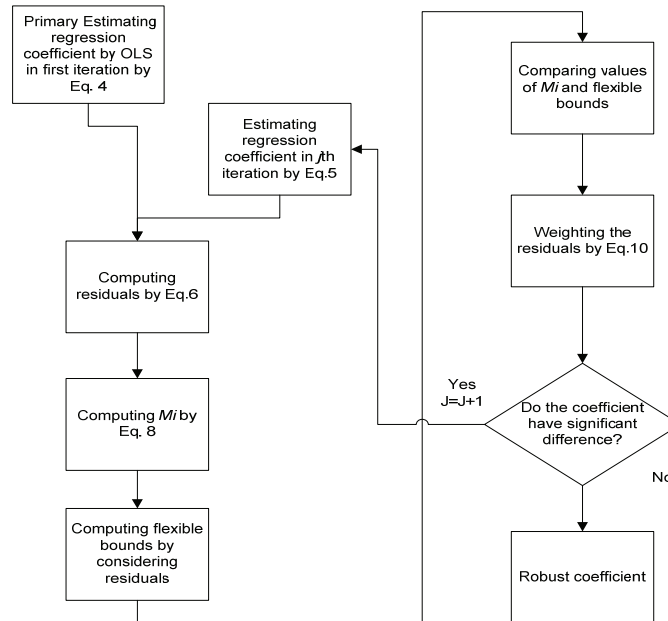 Primary Estimating
regression
coefficient by OLS
in first iteration by
Eq. 4
Estimating
regression
coefficient in jth
iteration by Eq.5
Computing
residuals by Eq.6
Computing Mi by
Eq. 8
Computing flexible
bounds by
considering
residuals
Comparing values
of Mi and flexible
bounds
Weighting the
residuals by Eq.10
Yes
J=J+1
Do the coefficient
have significant
difference?
No
Robust coefficient